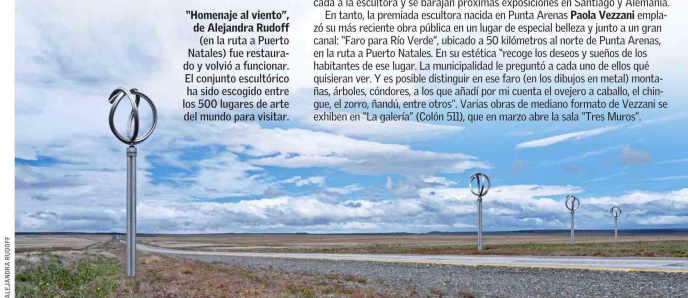 "Homenaje al viento",
de Alejandra Rudoff
(en la ruta a Puerto
Natales) fue restaura-
do y volvió a funcionar.
El conjunto escultórico
ha sido escogido entre
los 500 lugares de arte
del mundo para visitar.
cada a la escultora y se barajan próximas exposiciones en Santiago y Alemania.
En tanto, la premiada escultora nacida en Punta Arenas Paola Vezzani empla-
zó su más reciente obra pública en un lugar de especial belleza y junto a un gran
canal: "Faro para Río Verde", ubicado a 50 kilómetros al norte de Punta Arenas,
en la ruta a Puerto Natales. En su estética "recoge los deseos y sueños de los
habitantes de ese lugar. La municipalidad le preguntó a cada uno de ellos qué
quisieran ver. Y es posible distinguir en ese faro (en los dibujos en metal) monta-
ñas, árboles, cóndores, a los que añadí por mi cuenta el ovejero a caballo, el chin-
gue, el zorro, ñandú, entre otros". Varias obras de mediano formato de Vezzani se
exhiben en "La galería" (Colón 511), que en marzo abre la sala "Tres Muros".
ALEJANDRA RUDOFF